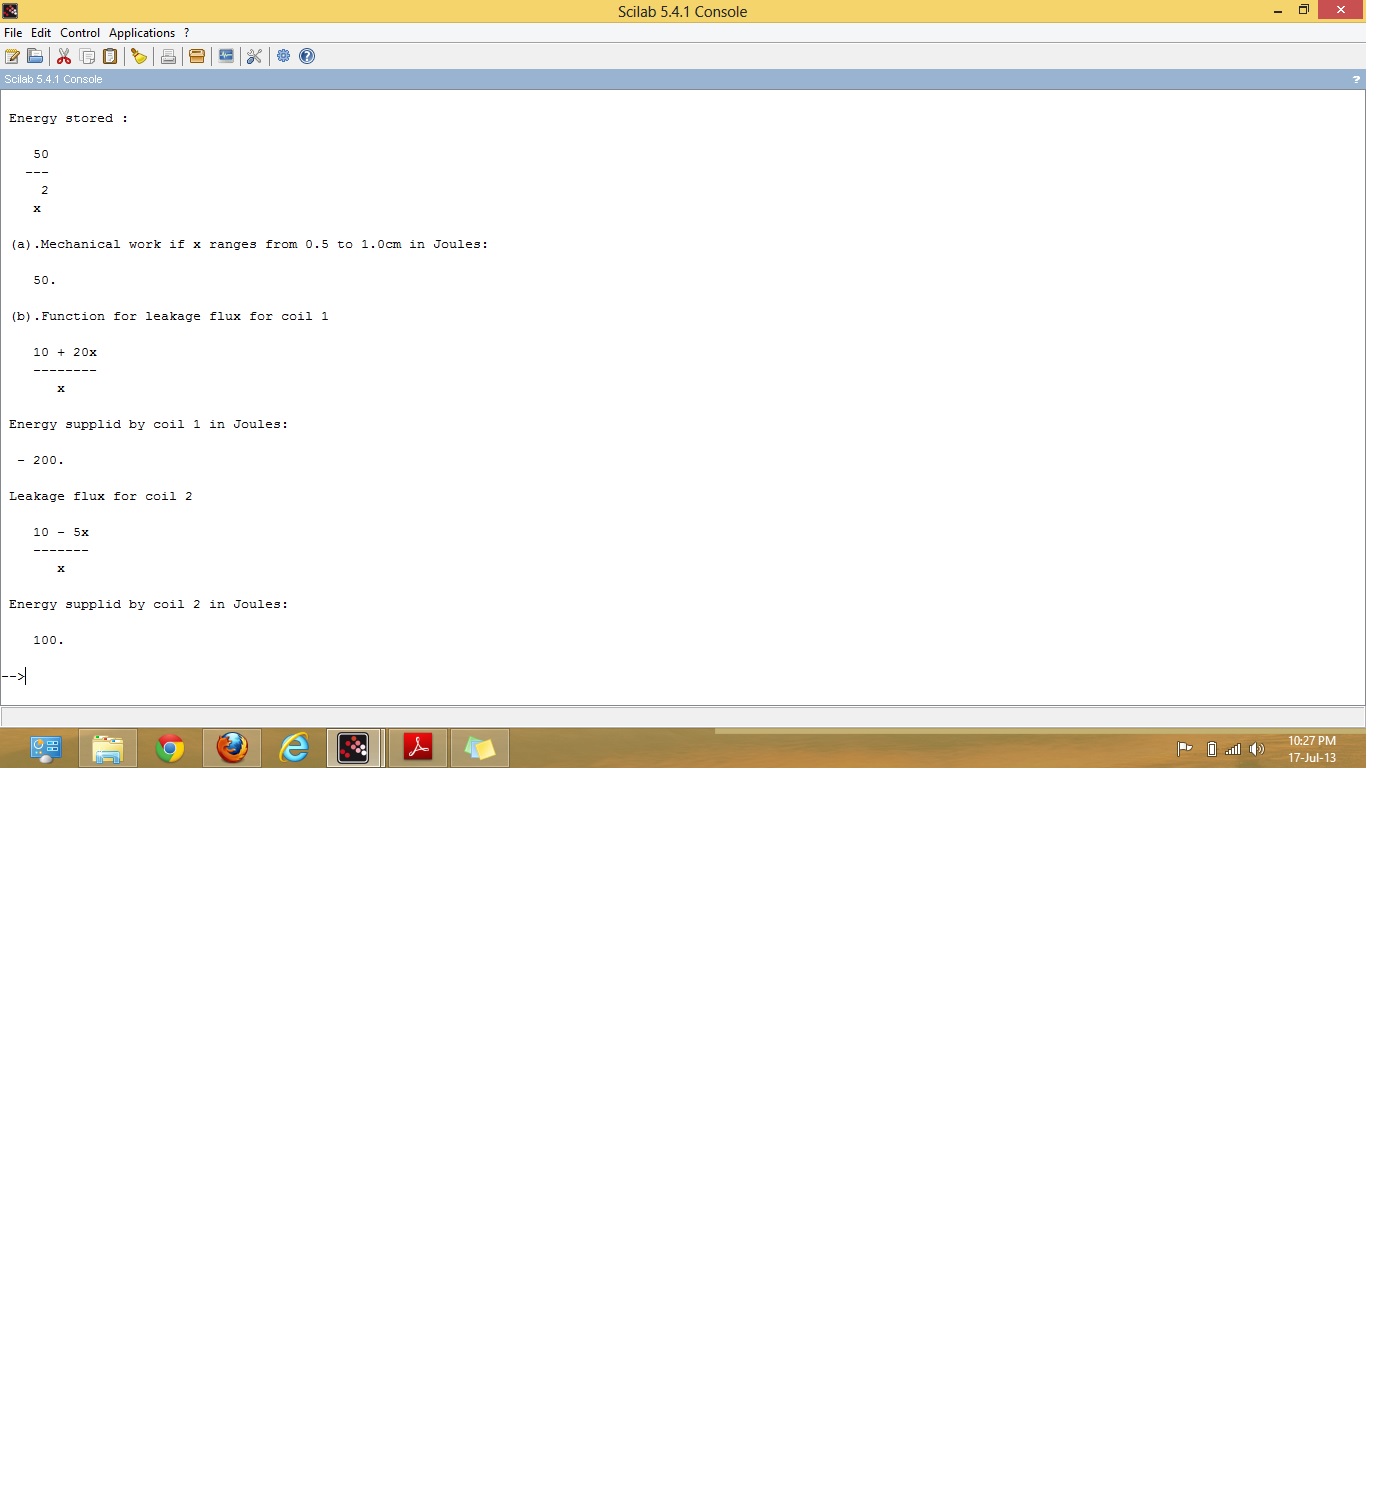 Scilab 5.4.1 Console
File Edit Control Applications ?
Scilab 5.4.1 Console ?
Energy stored :
50
---
2
x
(a).Mechanical work if x ranges from 0.5 to 1.0cm in Joules:
50.
(b).Function for leakage flux for coil 1
10 + 20x
--------
x
Energy supplid by coil 1 in Joules:
- 200.
Leakage flux for coil 2
10 - 5x
-------
x
Energy supplid by coil 2 in Joules:
100.
-->
10:27 PM
17-Jul-13